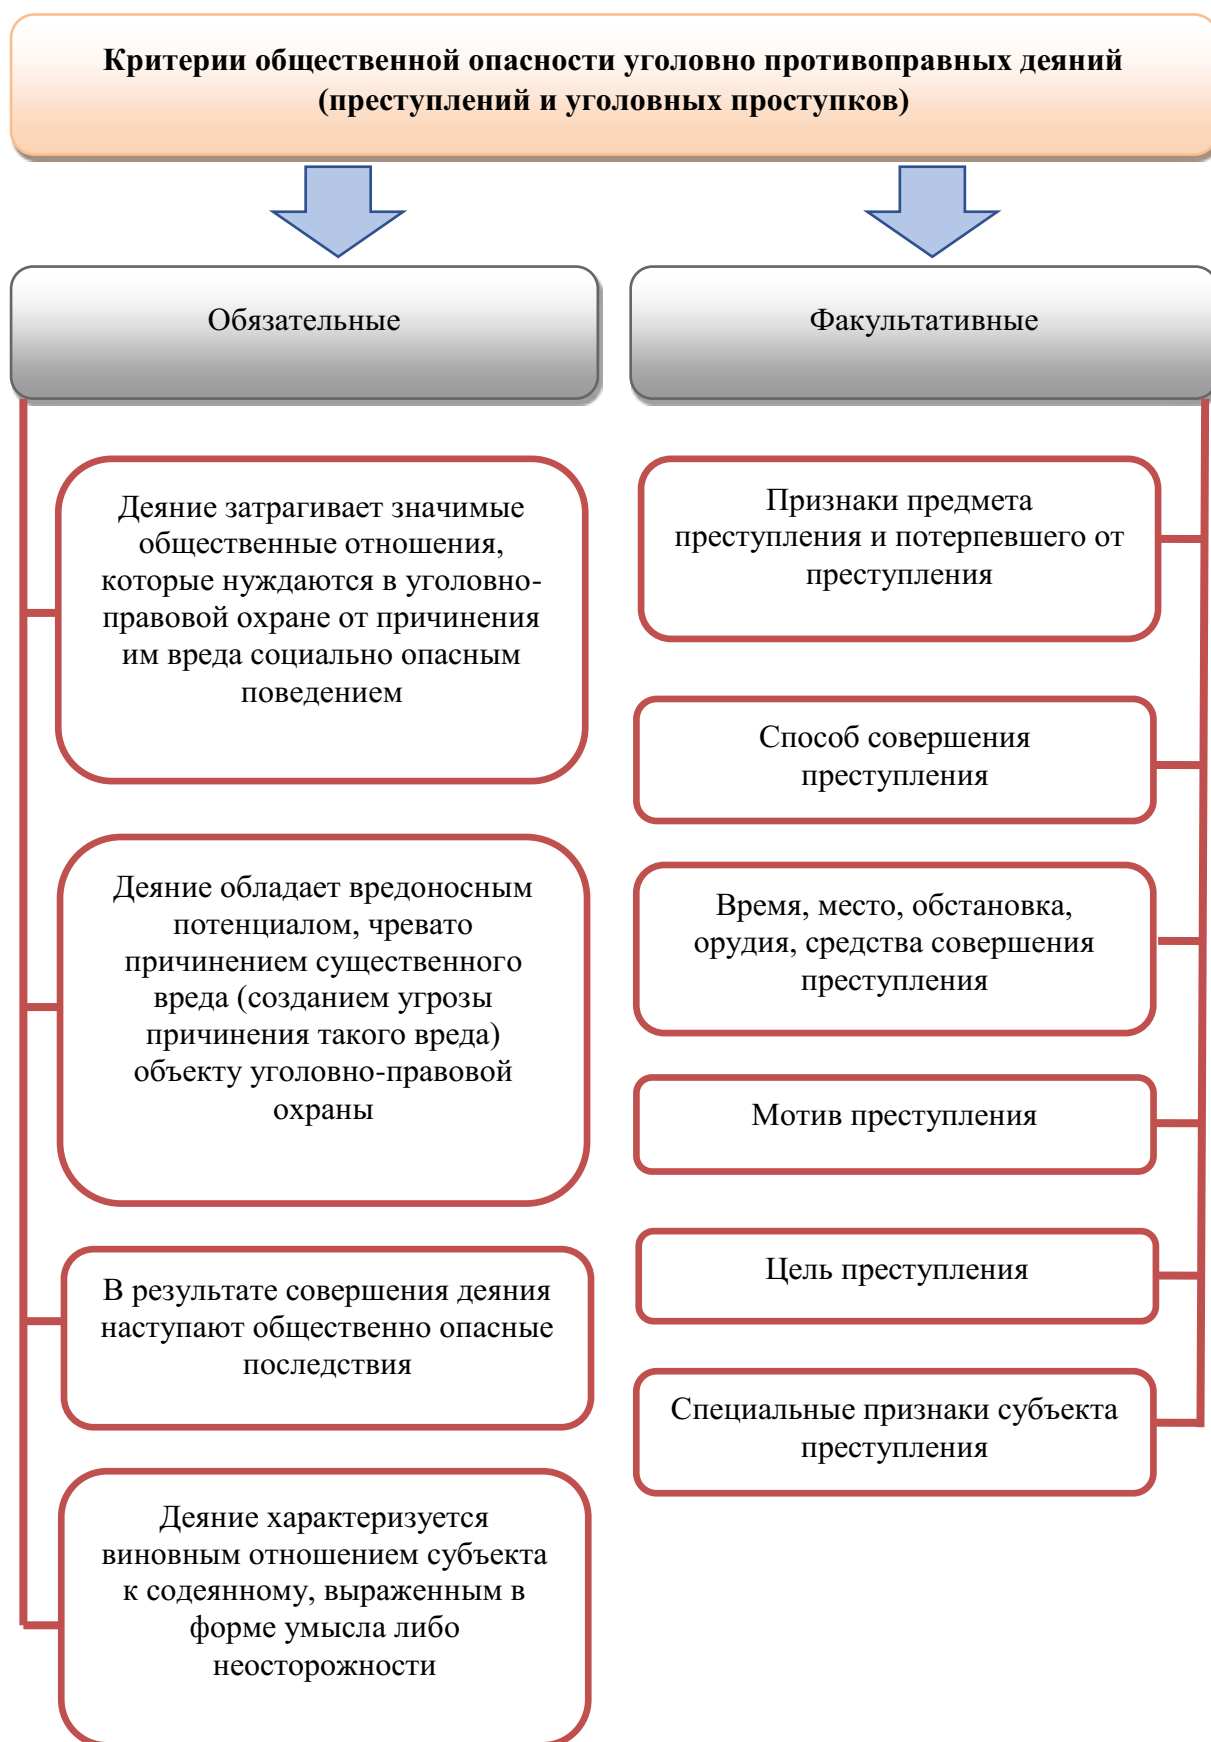 Критерии общественной опасности уголовно противоправных деяний
(преступлений и уголовных проступков)
Обязательные
Деяние затрагивает значимые
общественные отношения,
которые нуждаются в уголовно-
правовой охране от причинения
им вреда социально опасным
поведением
Деяние обладает вредоносным
потенциалом, чревато
причинением существенного
вреда (созданием угрозы
причинения такого вреда)
объекту уголовно-правовой
охраны
В результате совершения деяния
наступают общественно опасные
последствия
Деяние характеризуется
виновным отношением субъекта
к содеянному, выраженным в
форме умысла либо
неосторожности
Факультативные
Признаки предмета
преступления и потерпевшего от
преступления
Способ совершения
преступления
Время, место, обстановка,
орудия, средства совершения
преступления
Мотив преступления
Цель преступления
Специальные признаки субъекта
преступления